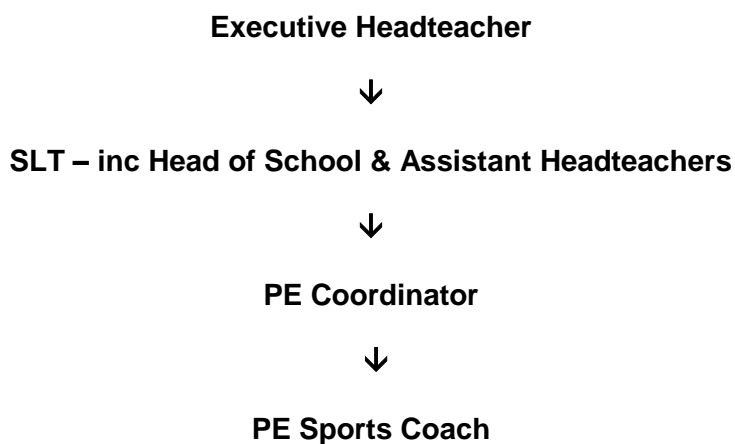 Executive Headteacher
↓
SLT – inc Head of School & Assistant Headteachers
↓
PE Coordinator
↓
PE Sports Coach